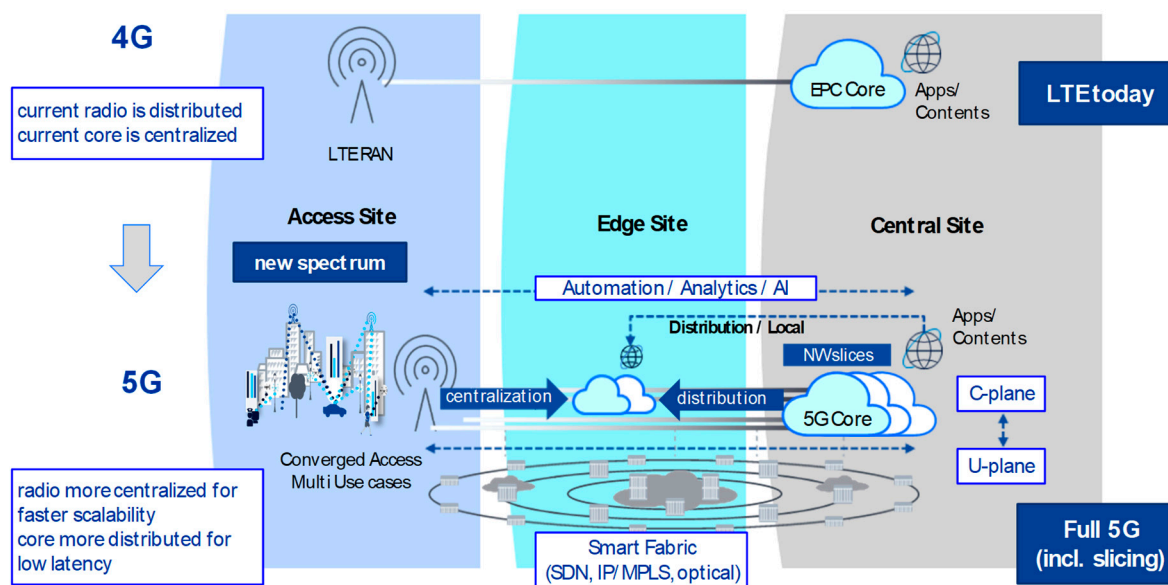 4G
current radio is distributed
current core is centralized
LTE RAN
EPC Core
Apps/
Contents
LTE today
Access Site
Edge Site
Central Site
new spectrum
Automation / Analytics / AI
Distribution / Local
Apps/
Contents
NW slices
5G
centralization
distribution
5G Core
C-plane
U-plane
Converged Access
Multi Use cases
radio more centralized for
faster scalability
core more distributed for
low latency
Smart Fabric
(SDN, IP/ MPLS, optical)
Full 5G
(incl. slicing)